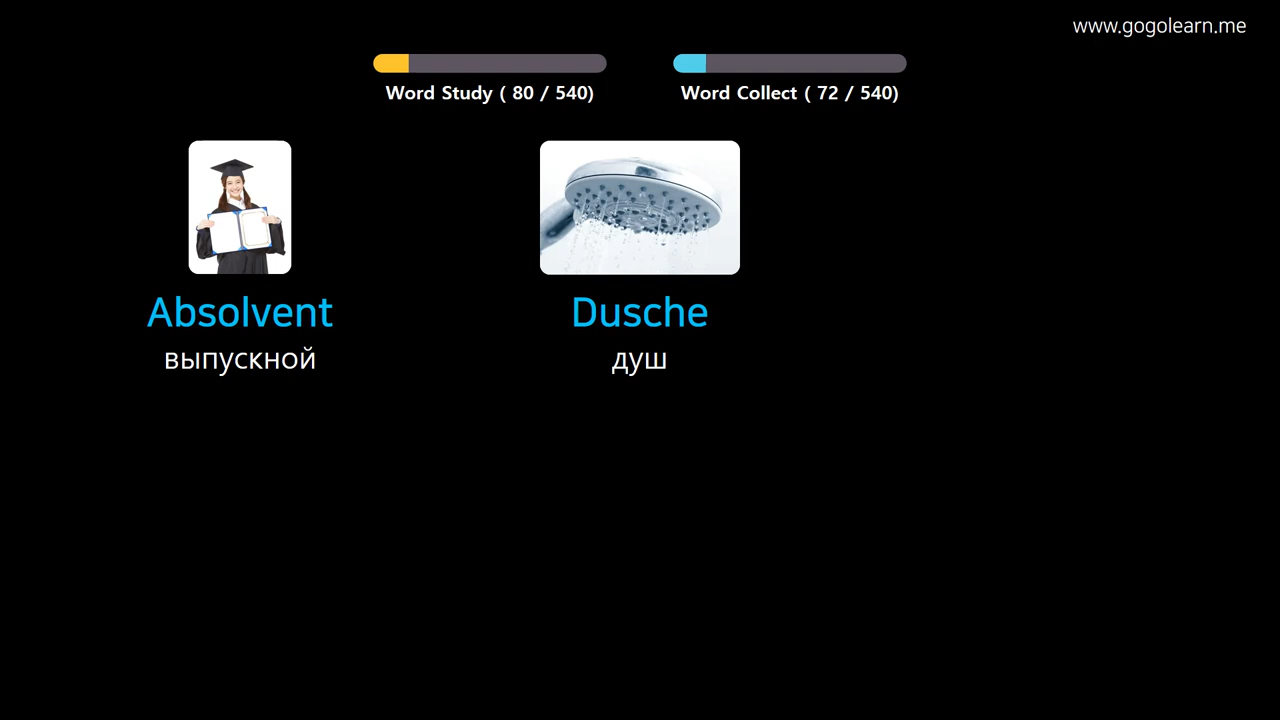 www.gogolearn.me
Word Study ( 80 / 540)
Word Collect ( 72 / 540)
Absolvent
выпускной
Dusche
душ